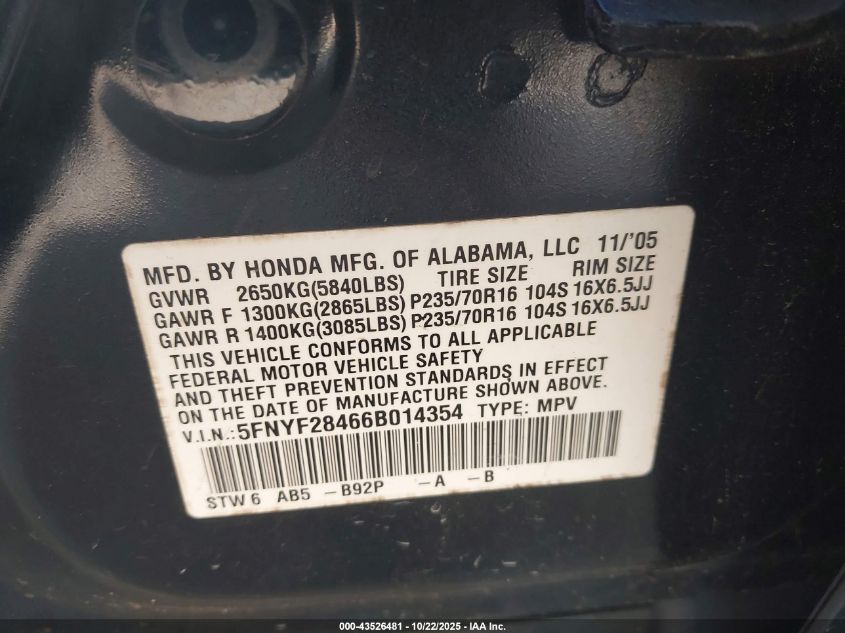 MFD. BY HONDA MFG. OF ALABAMA, LLC 11/'05
GVWR 2650KG(5840LBS) TIRE SIZE RIM SIZE
GAWR F 1300KG(2865LBS) P235/70R16 104S 16X6.5JJ
GAWR R 1400KG(3085LBS) P235/70R16 104S 16X6.5JJ
THIS VEHICLE CONFORMS TO ALL APPLICABLE
FEDERAL MOTOR VEHICLE SAFETY
AND THEFT PREVENTION STANDARDS IN EFFECT
ON THE DATE OF MANUFACTURE SHOWN ABOVE.
V.I.N.:5FNYF28466B014354 TYPE: MPV
STW6 AB5 -B92P -A -B
000-43526481 - 10/22/2025 - IAA Inc.